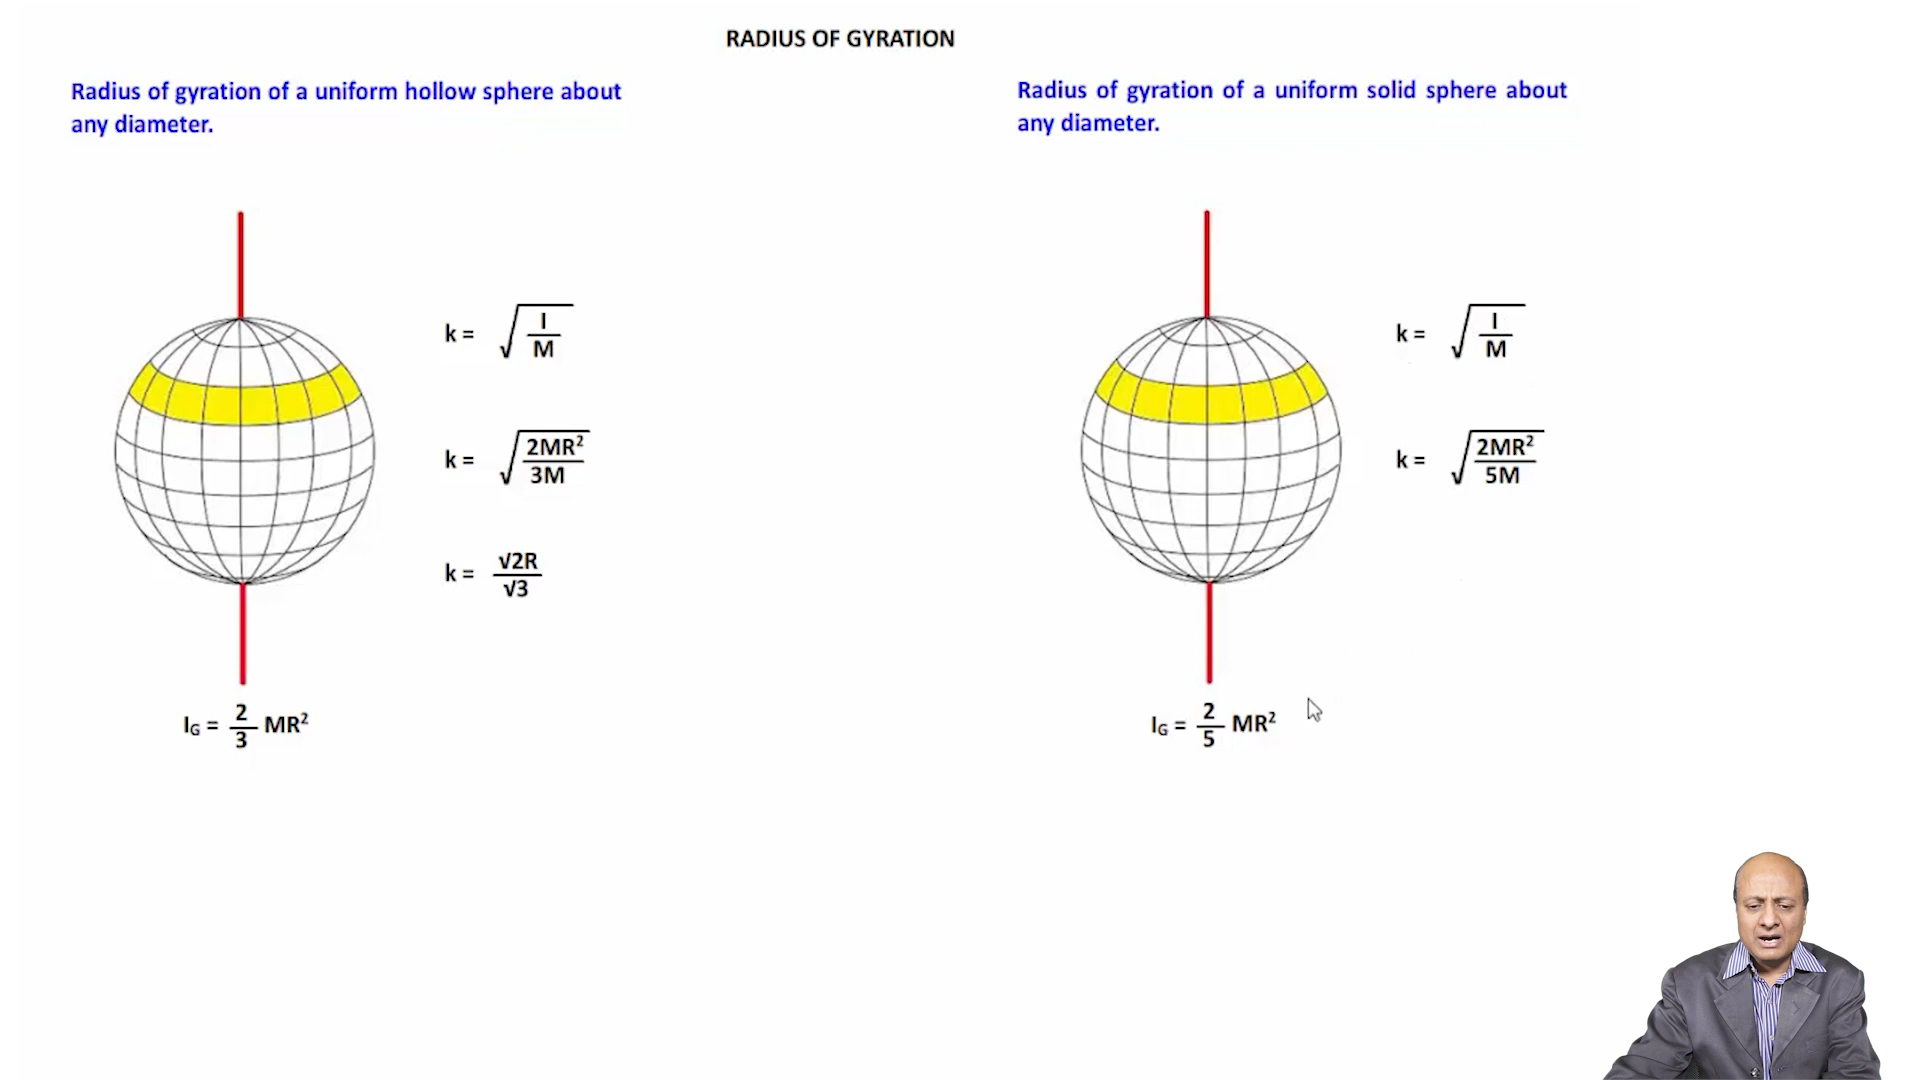 RADIUS OF GYRATION
Radius of gyration of a uniform hollow sphere about
any diameter.
k = √(I/M)
k = √(2MR²/3M)
k = √2R/√3
I_G = 2/3 MR²
Radius of gyration of a uniform solid sphere about
any diameter.
k = √(I/M)
k = √(2MR²/5M)
I_G = 2/5 MR²